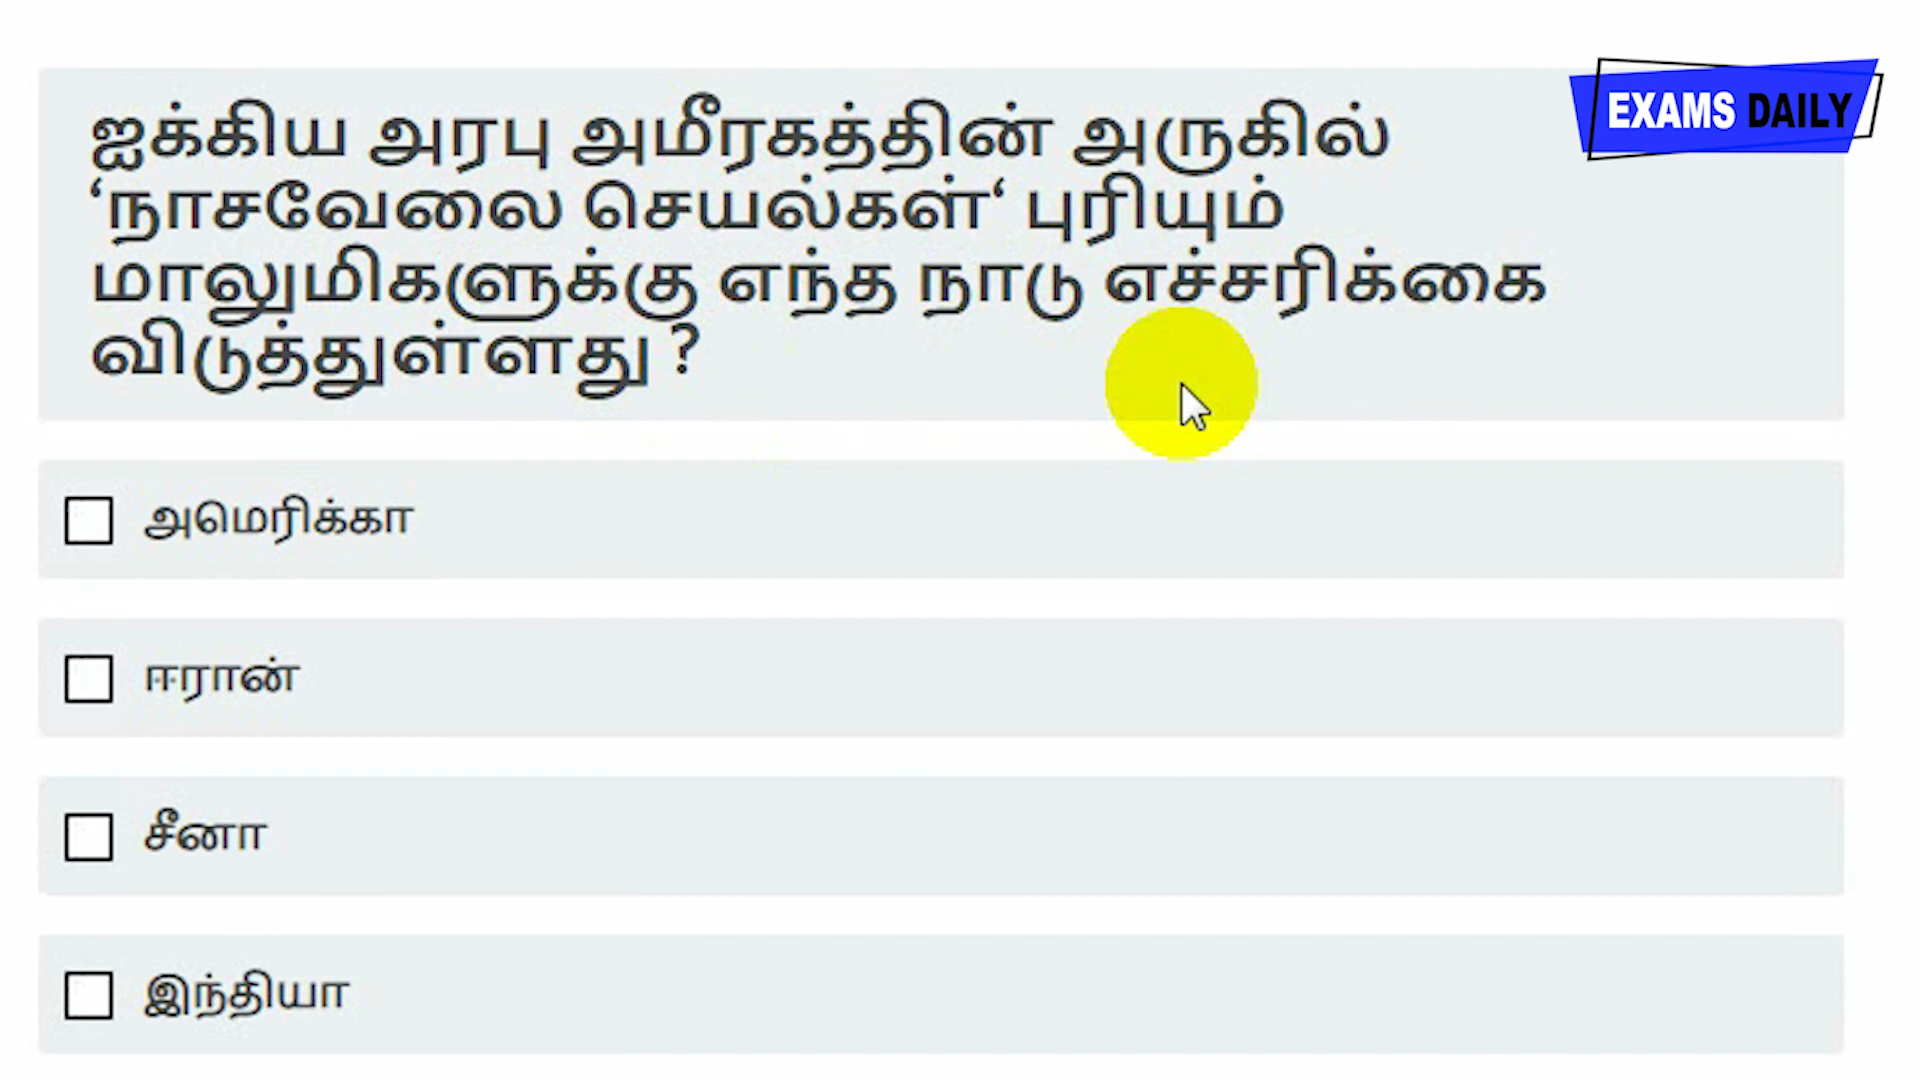 EXAMS DAILY
ஐக்கிய அரபு அமீரகத்தின் அருகில்
‘நாசவேலை செயல்கள்‘ புரியும்
மாலுமிகளுக்கு எந்த நாடு எச்சரிக்கை
விடுத்துள்ளது ?
அமெரிக்கா
ஈரான்
சீனா
இந்தியா